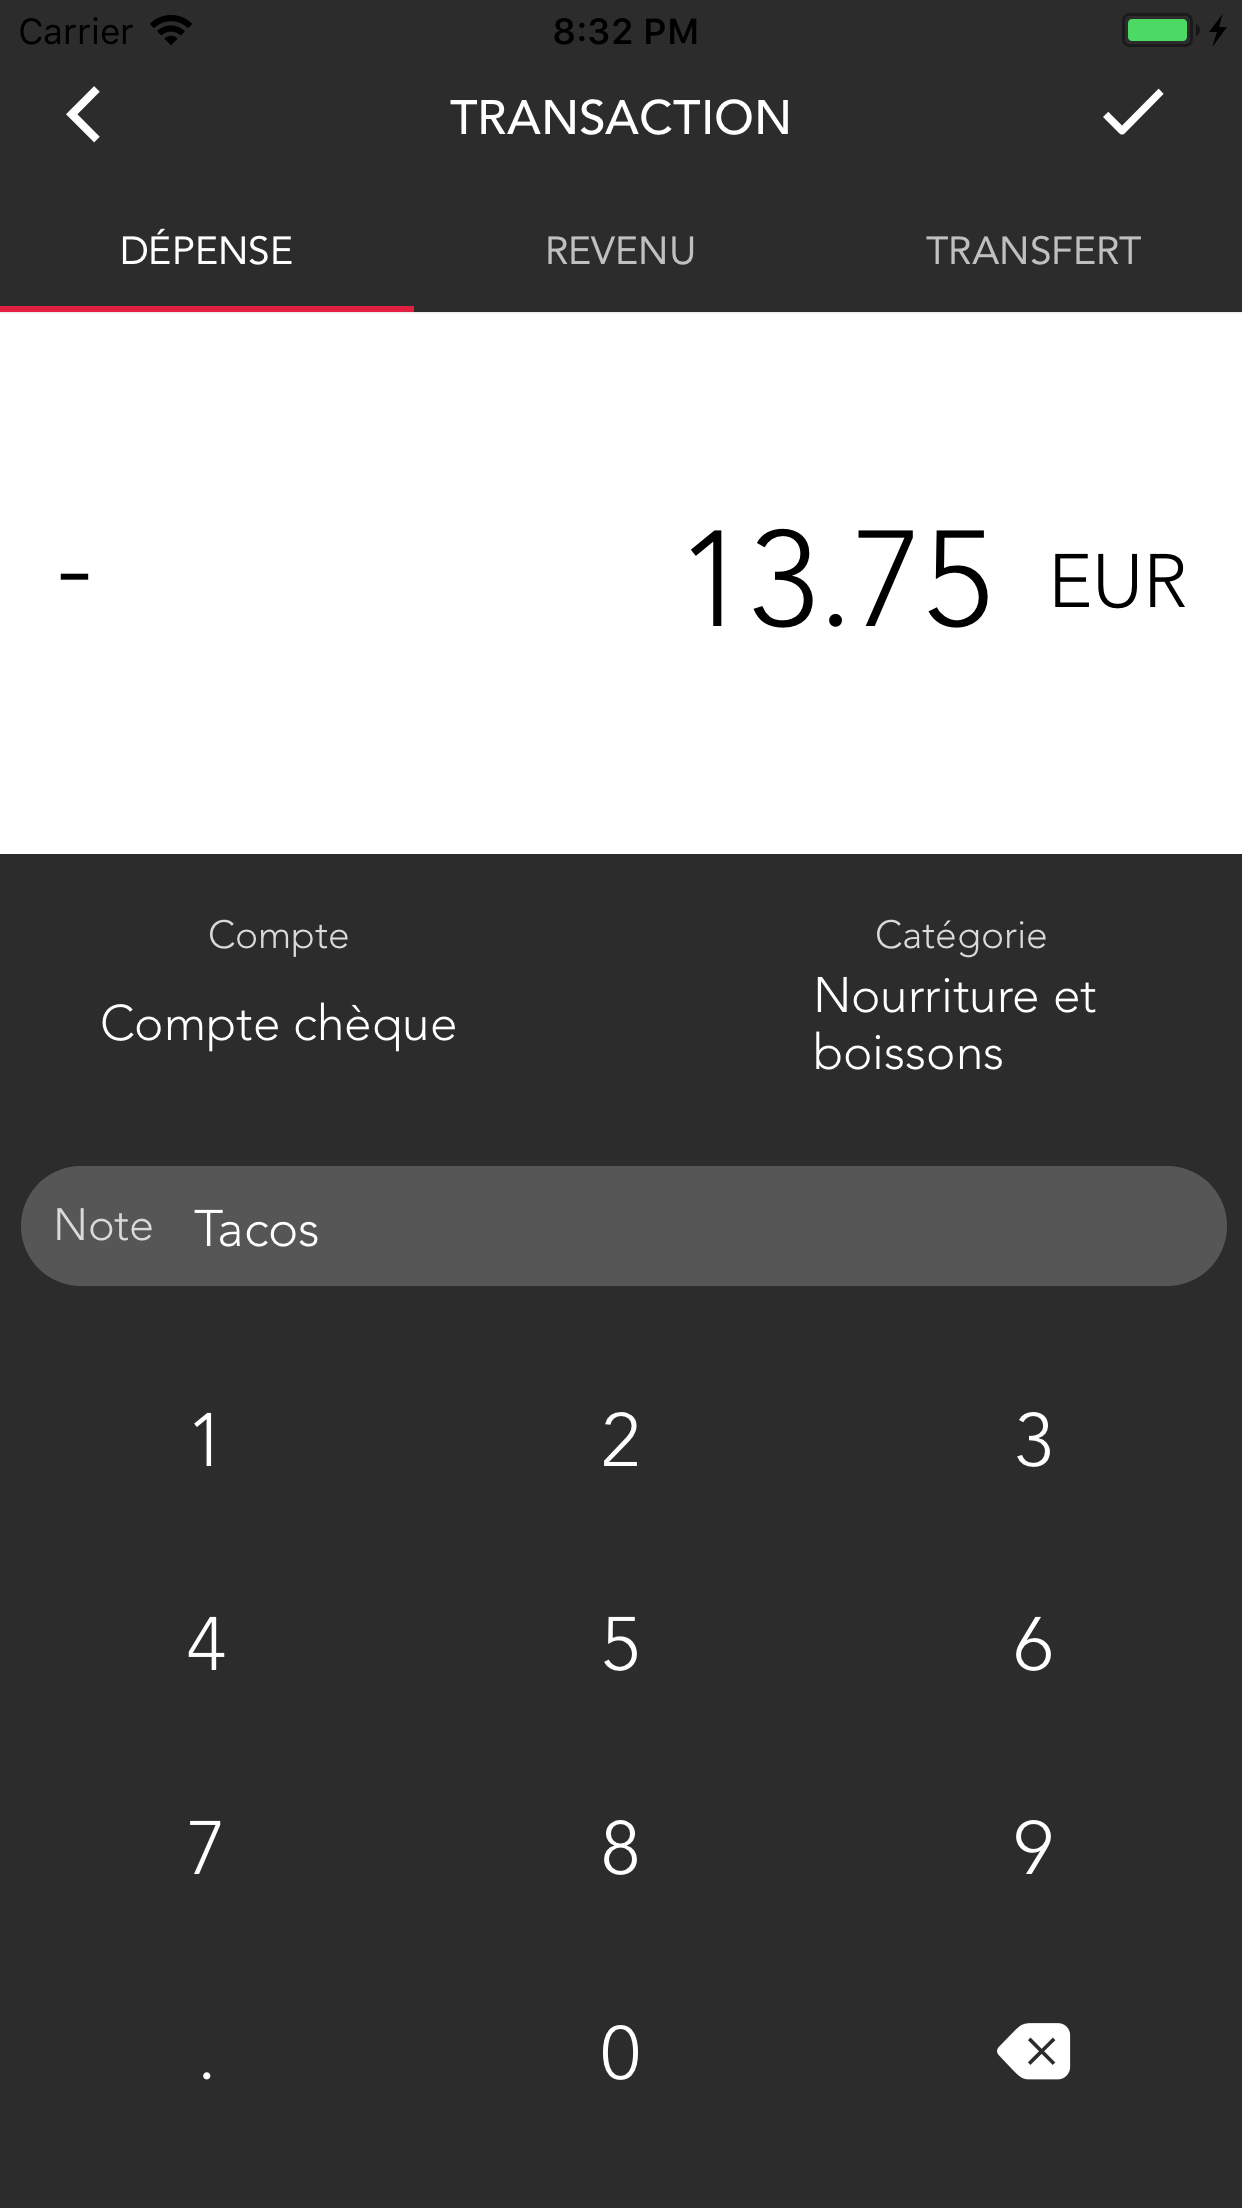 Carrier 8:32 PM
TRANSACTION
DÉPENSE REVENU TRANSFERT
- 13.75 EUR
Compte Catégorie
Compte chèque Nourriture et
boissons
Note Tacos
1 2 3
4 5 6
7 8 9
. 0